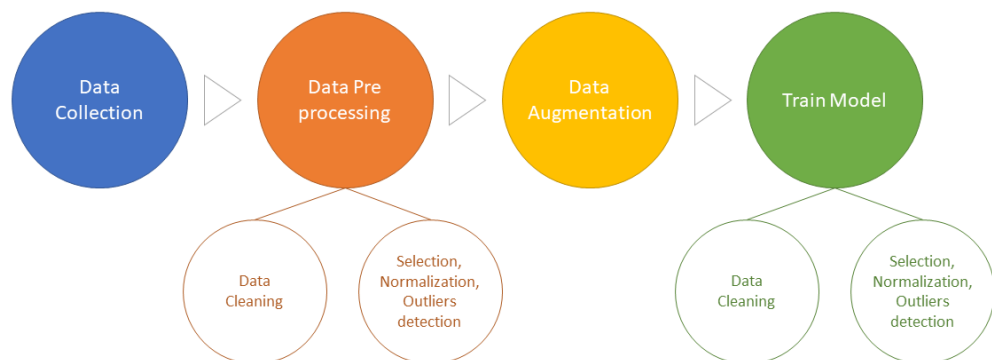 Data
Collection
Data Pre
processing
Data
Augmentation
Train Model
Data
Cleaning
Selection,
Normalization,
Outliers
detection
Data
Cleaning
Selection,
Normalization,
Outliers
detection